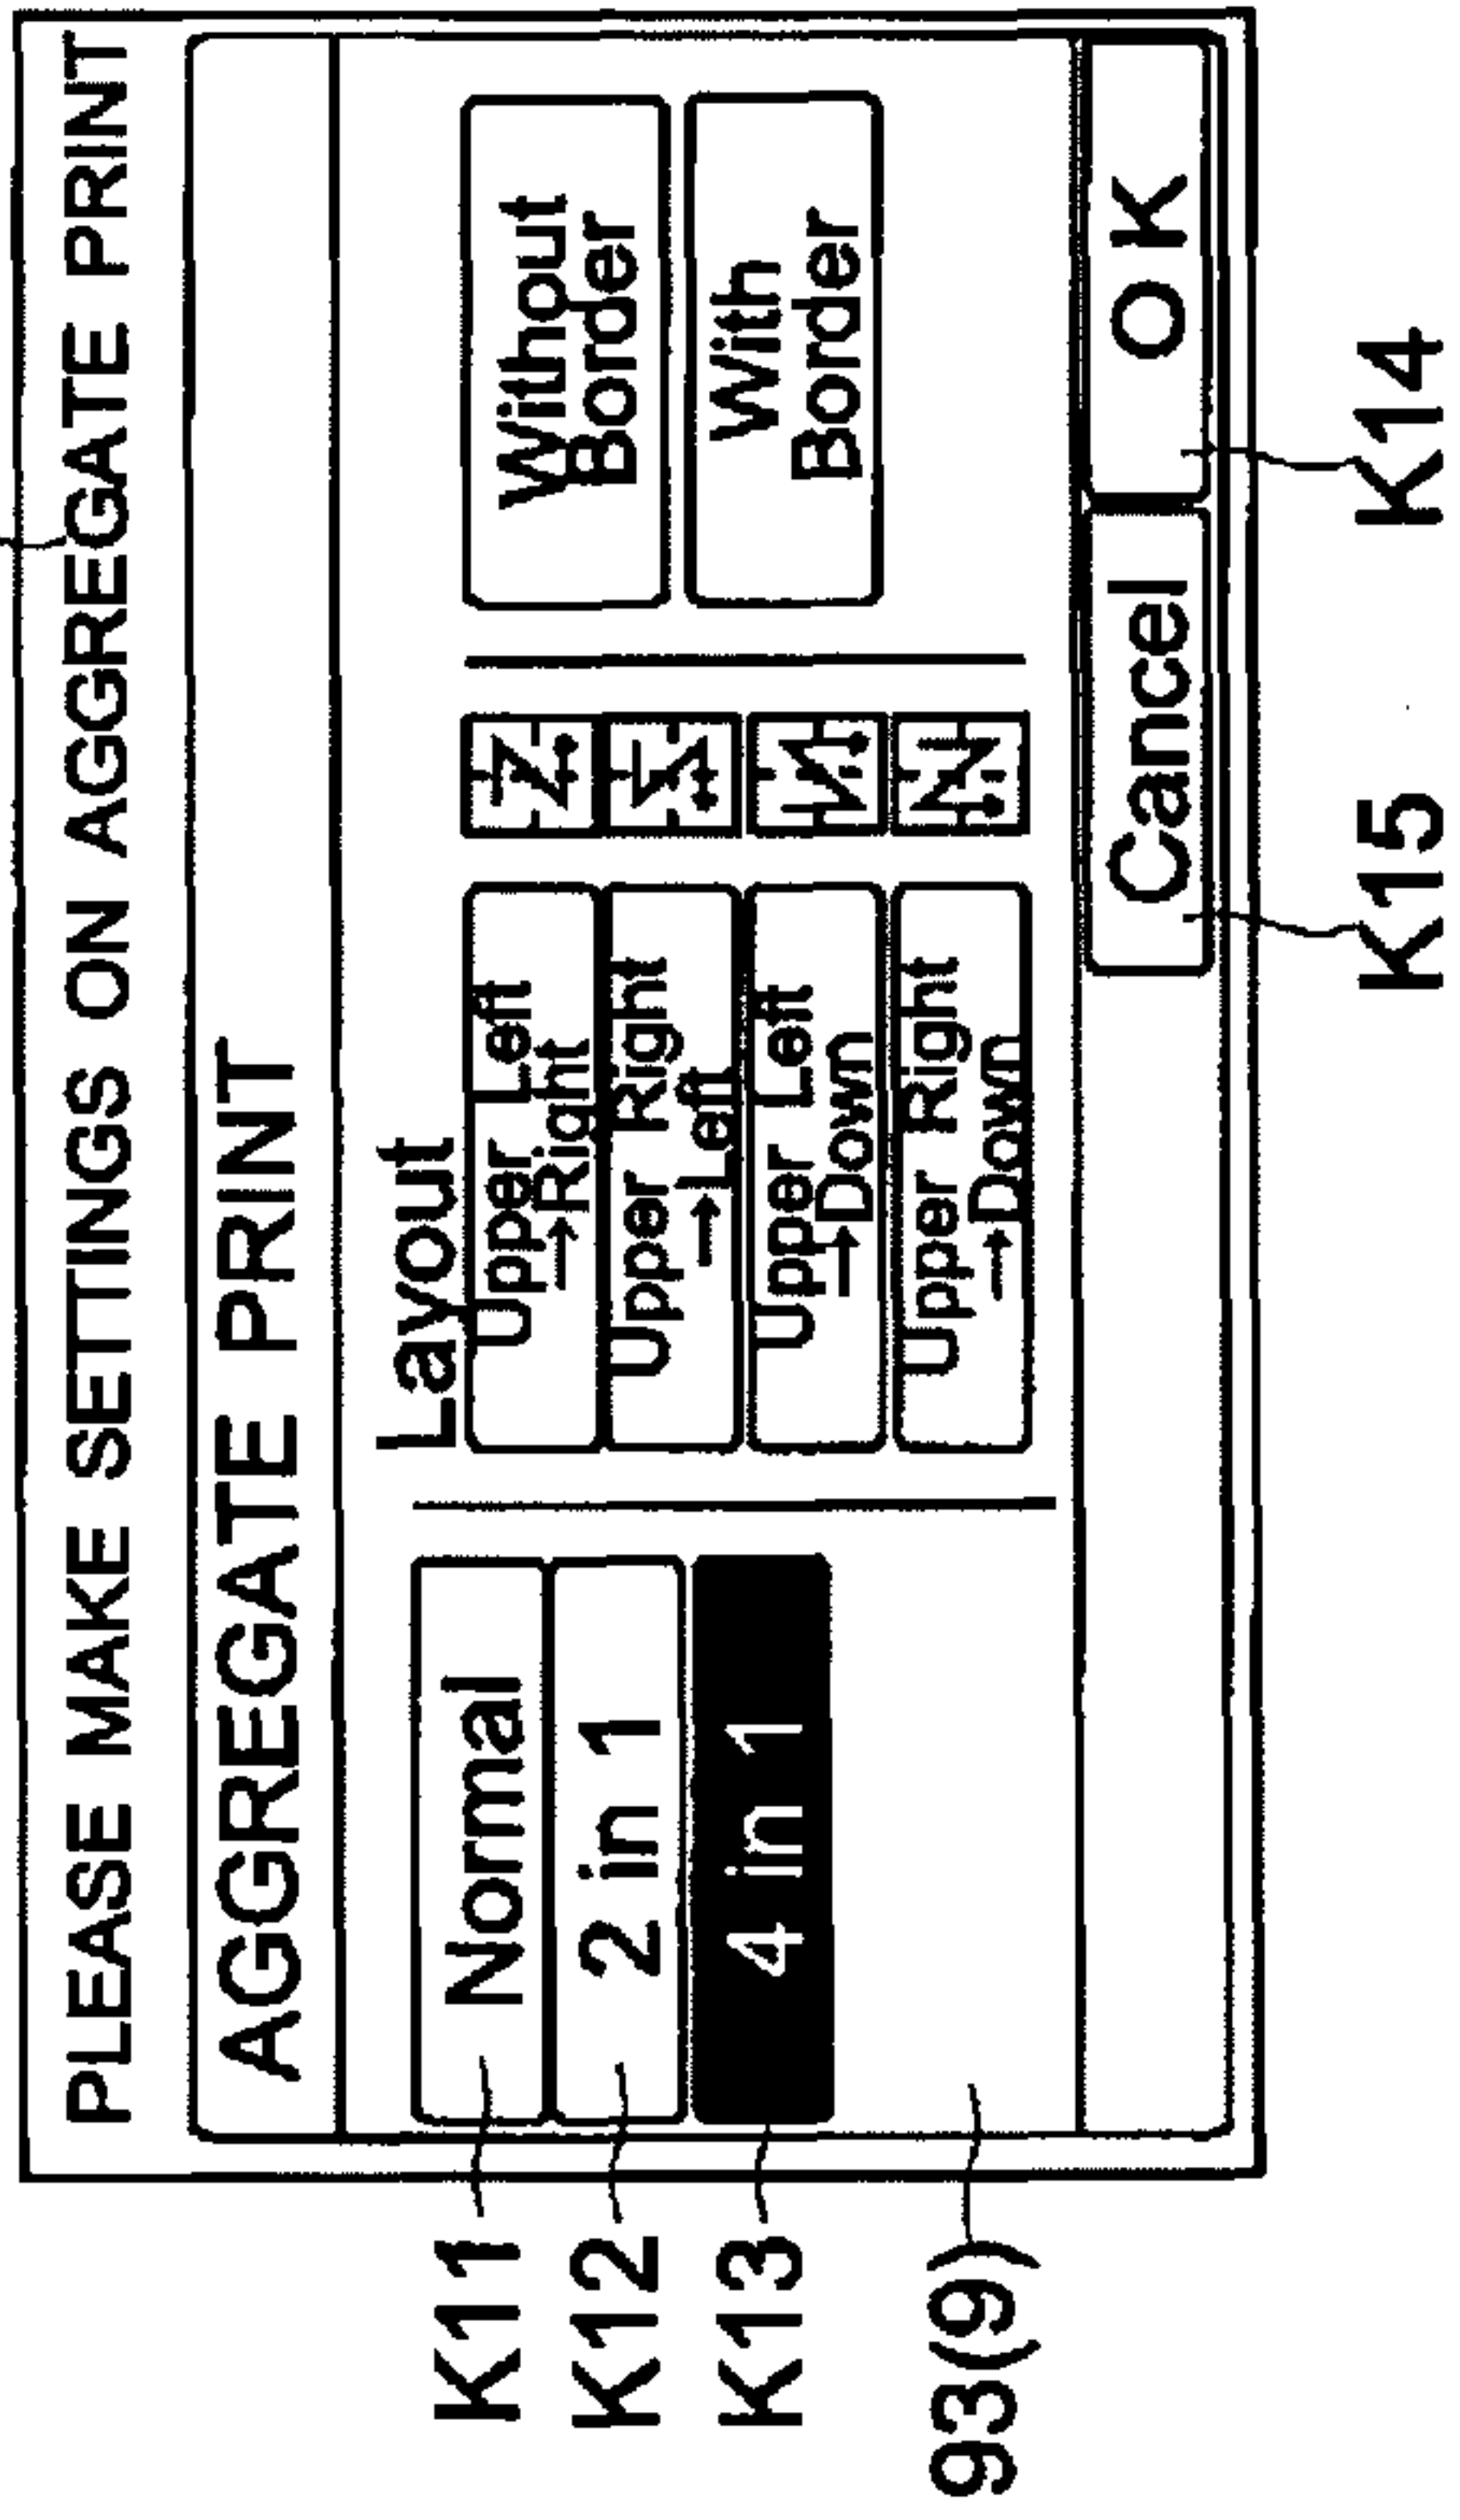 PLEASE MAKE SETTINGS ON AGGREGATE PRINT
AGGREGATE PRINT
Normal
2 in 1
4 in 1
Layout
Upper Left
→Right
Upper Right
→Left
Upper Left
→Down
Upper Right
→Down
Without
Border
With
Border
Cancel
OK
K11
K12
K13
93(9)
K15
K14